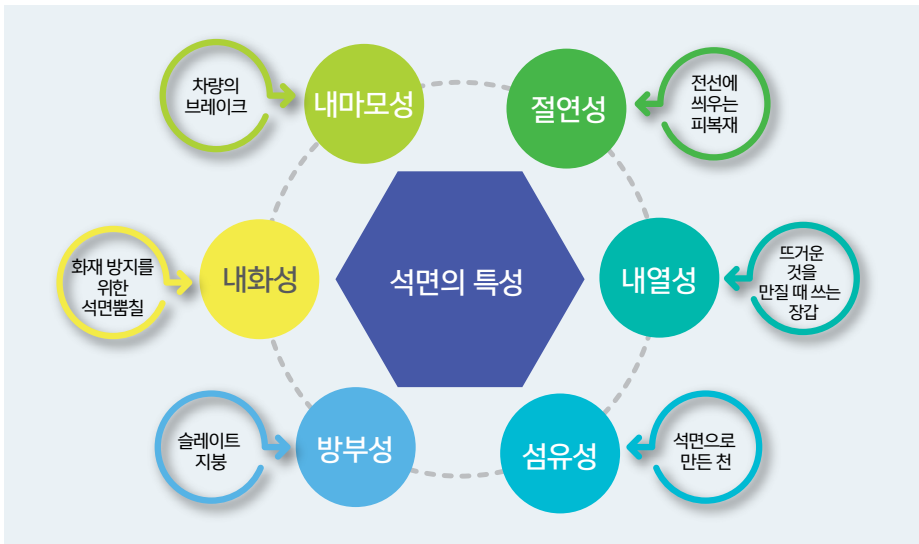 차량의
브레이크
내마모성
절연성
전선에
씌우는
피복재
화재 방지를
위한
석면뿜칠
내화성
석면의 특성
내열성
뜨거운
것을
만질 때 쓰는
장갑
슬레이트
지붕
방부성
섬유성
석면으로
만든 천